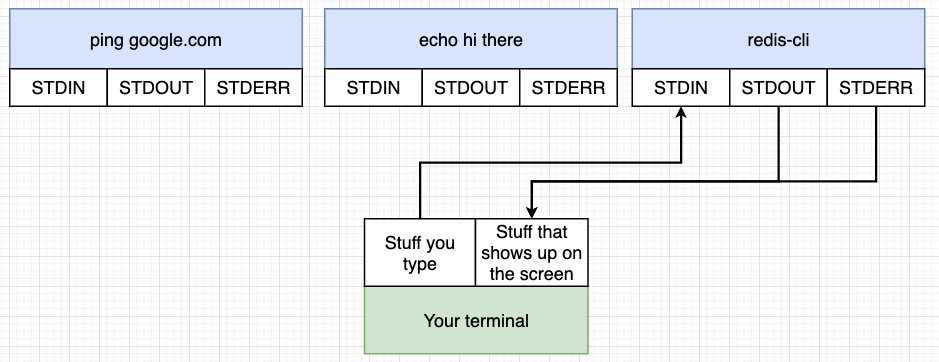 ping google.com
STDIN
STDOUT
STDERR
echo hi there
STDIN
STDOUT
STDERR
redis-cli
STDIN
STDOUT
STDERR
Stuff you
type
Stuff that
shows up on
the screen
Your terminal